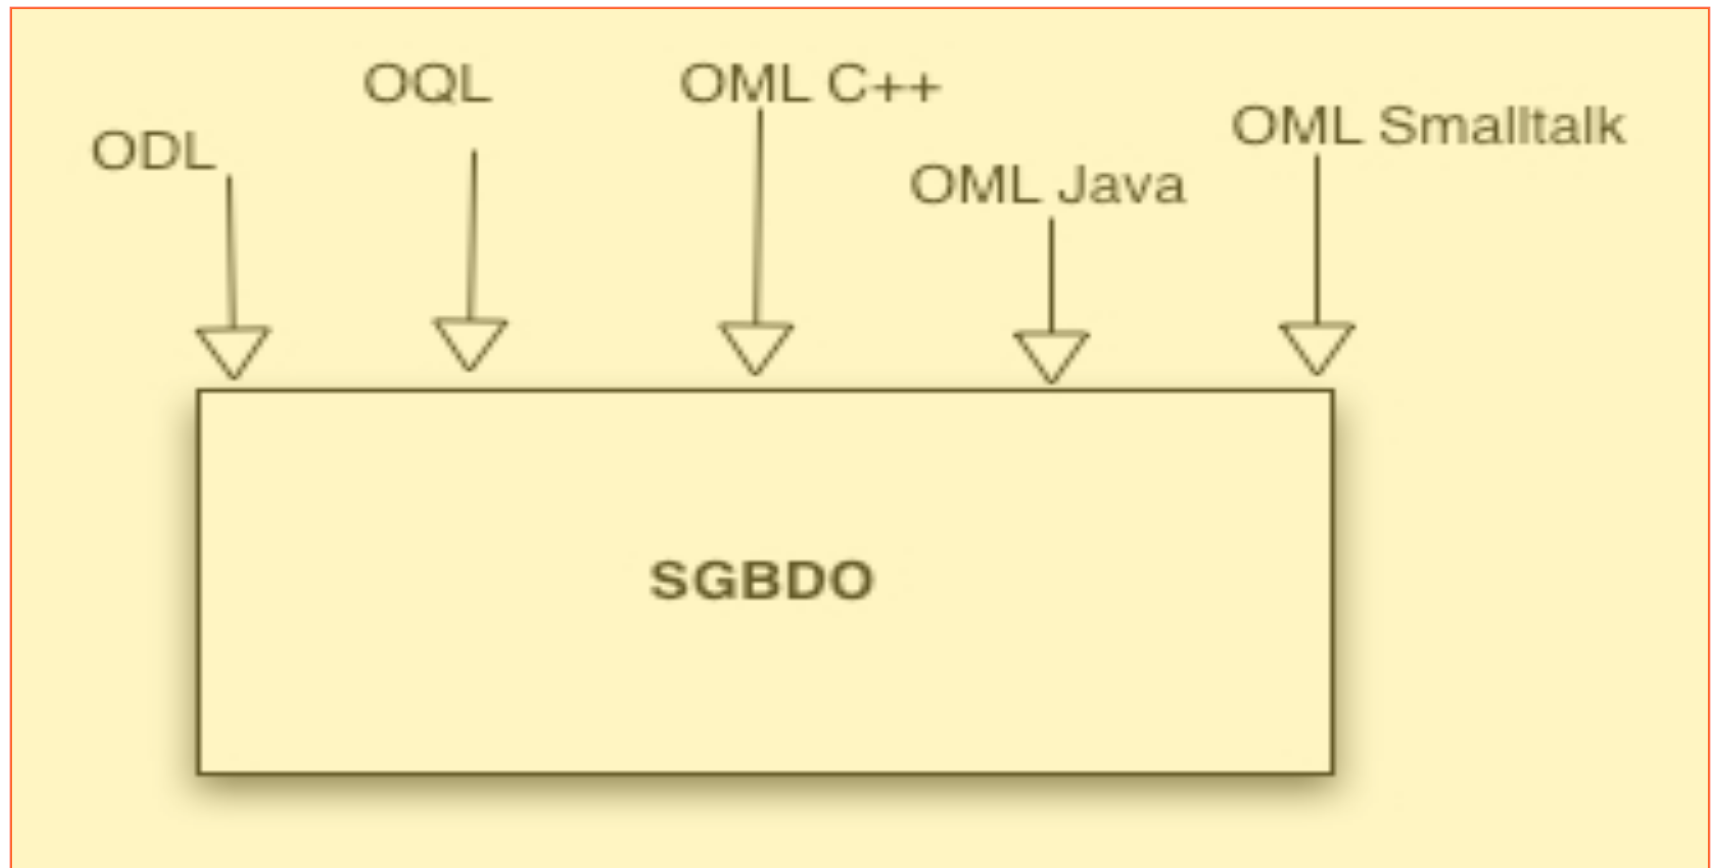 ODL
OQL
OML C++
OML Java
OML Smalltalk
SGBDO